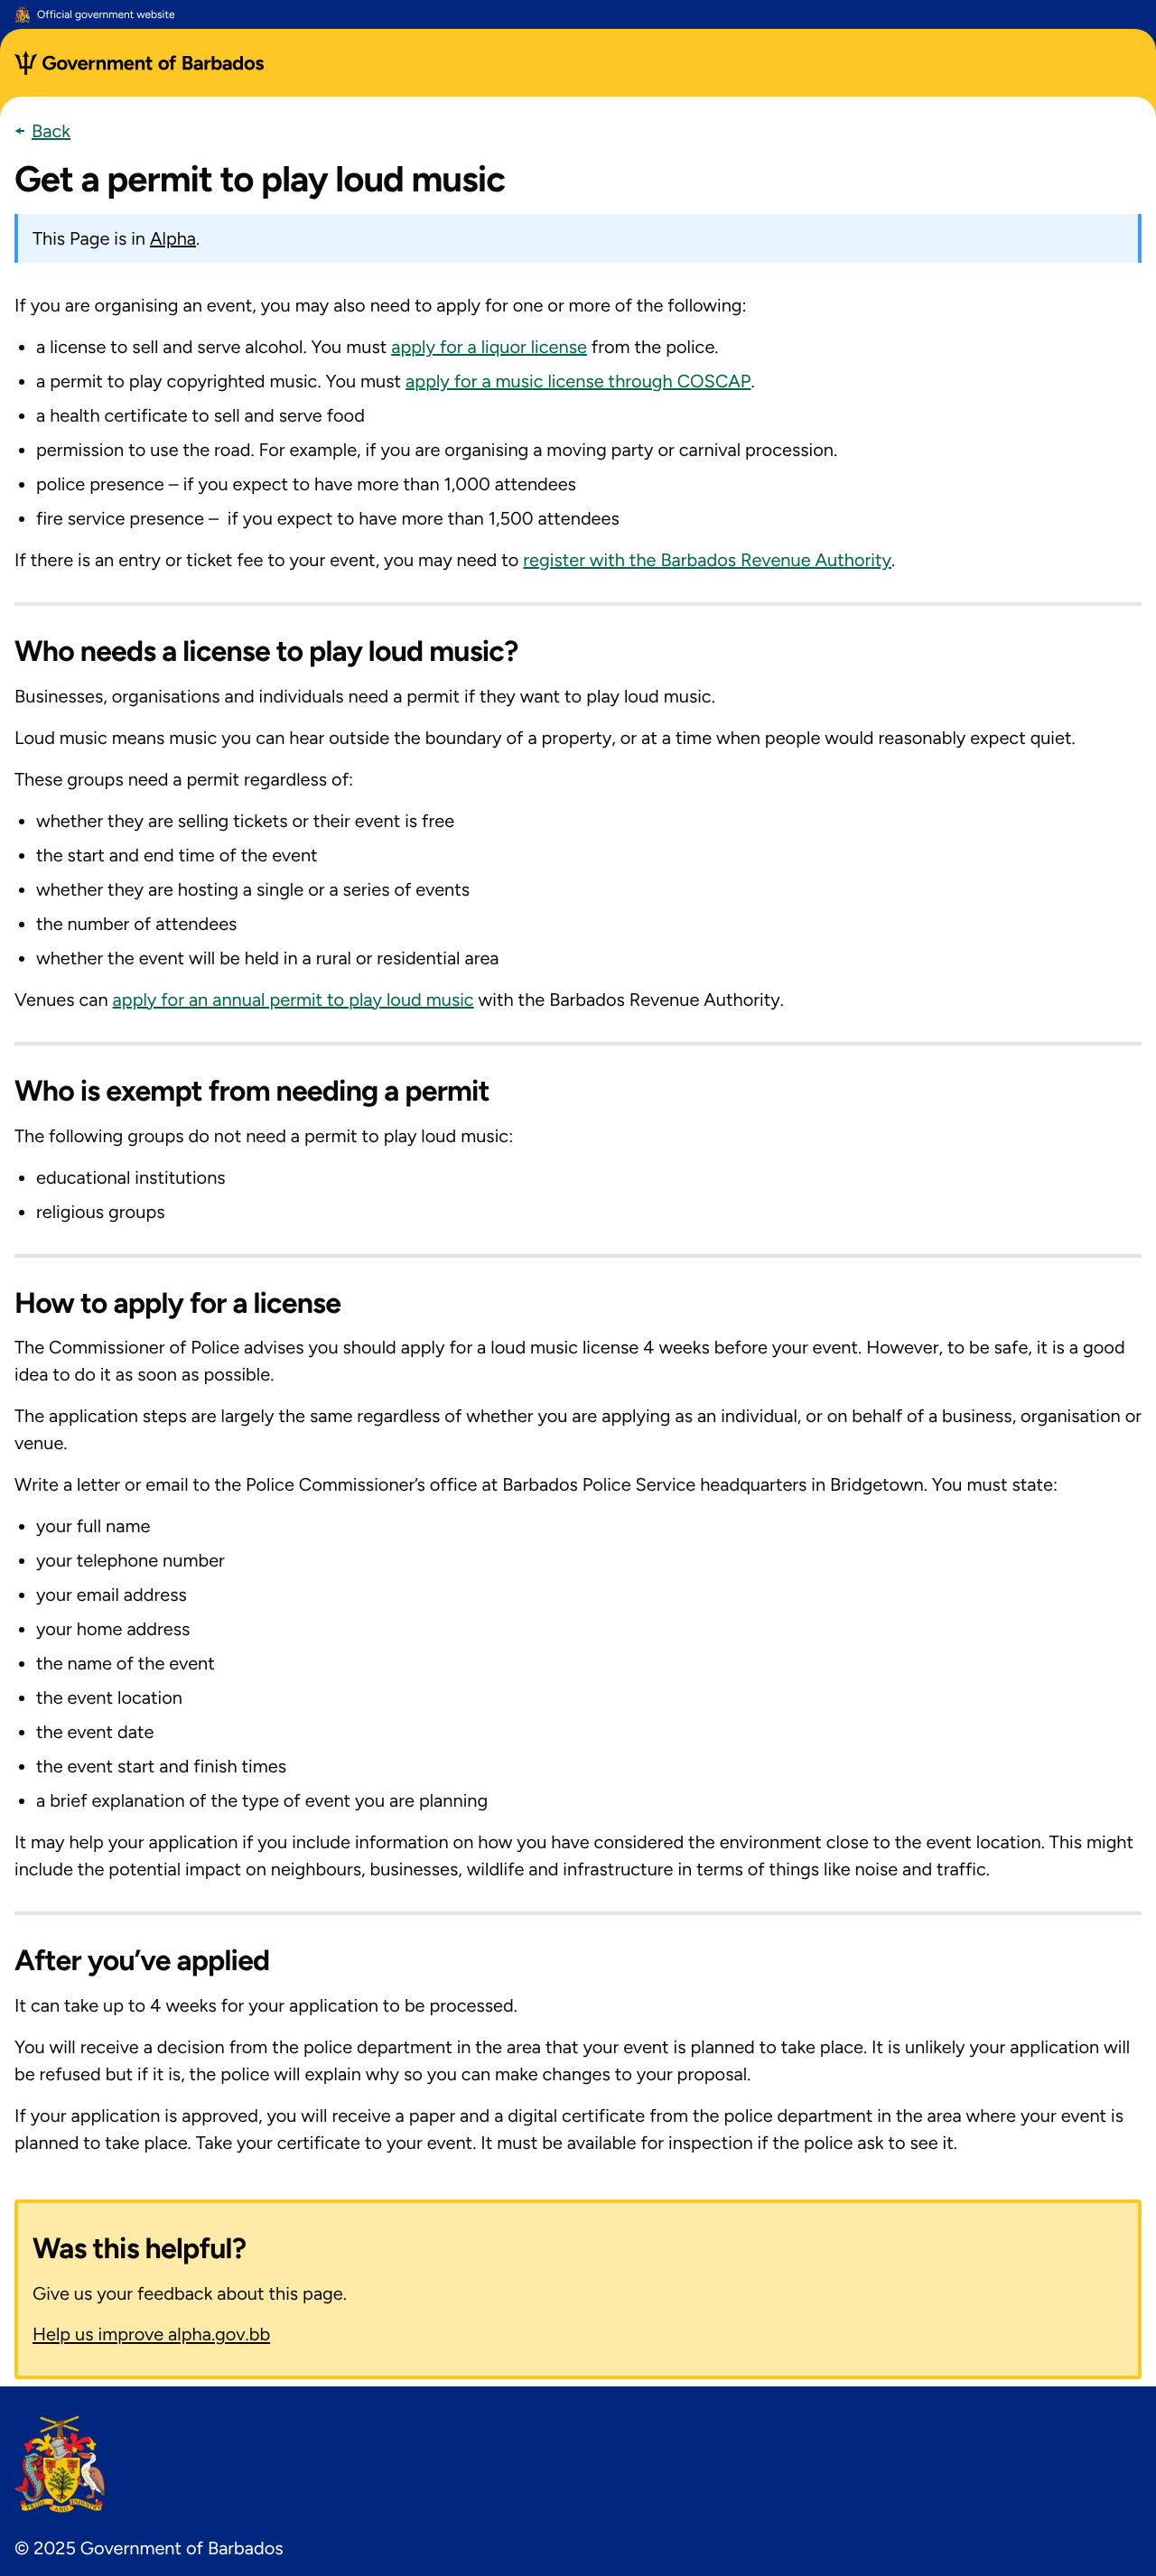 Official government website
Government of Barbados
Back
Get a permit to play loud music
This Page is in Alpha.
If you are organising an event, you may also need to apply for one or more of the following:
a license to sell and serve alcohol. You must apply for a liquor license from the police.
a permit to play copyrighted music. You must apply for a music license through COSCAP.
a health certificate to sell and serve food
permission to use the road. For example, if you are organising a moving party or carnival procession.
police presence – if you expect to have more than 1,000 attendees
fire service presence –  if you expect to have more than 1,500 attendees
If there is an entry or ticket fee to your event, you may need to register with the Barbados Revenue Authority.
Who needs a license to play loud music?
Businesses, organisations and individuals need a permit if they want to play loud music.
Loud music means music you can hear outside the boundary of a property, or at a time when people would reasonably expect quiet.
These groups need a permit regardless of:
whether they are selling tickets or their event is free
the start and end time of the event
whether they are hosting a single or a series of events
the number of attendees
whether the event will be held in a rural or residential area
Venues can apply for an annual permit to play loud music with the Barbados Revenue Authority.
Who is exempt from needing a permit
The following groups do not need a permit to play loud music:
educational institutions
religious groups
How to apply for a license
The Commissioner of Police advises you should apply for a loud music license 4 weeks before your event. However, to be safe, it is a good
idea to do it as soon as possible.
The application steps are largely the same regardless of whether you are applying as an individual, or on behalf of a business, organisation or
venue.
Write a letter or email to the Police Commissioner’s office at Barbados Police Service headquarters in Bridgetown. You must state:
your full name
your telephone number
your email address
your home address
the name of the event
the event location
the event date
the event start and finish times
a brief explanation of the type of event you are planning
It may help your application if you include information on how you have considered the environment close to the event location. This might
include the potential impact on neighbours, businesses, wildlife and infrastructure in terms of things like noise and traffic.
After you’ve applied
It can take up to 4 weeks for your application to be processed.
You will receive a decision from the police department in the area that your event is planned to take place. It is unlikely your application will
be refused but if it is, the police will explain why so you can make changes to your proposal.
If your application is approved, you will receive a paper and a digital certificate from the police department in the area where your event is
planned to take place. Take your certificate to your event. It must be available for inspection if the police ask to see it.
Was this helpful?
Give us your feedback about this page.
Help us improve alpha.gov.bb
PRIDE AND INDUSTRY
© 2025 Government of Barbados